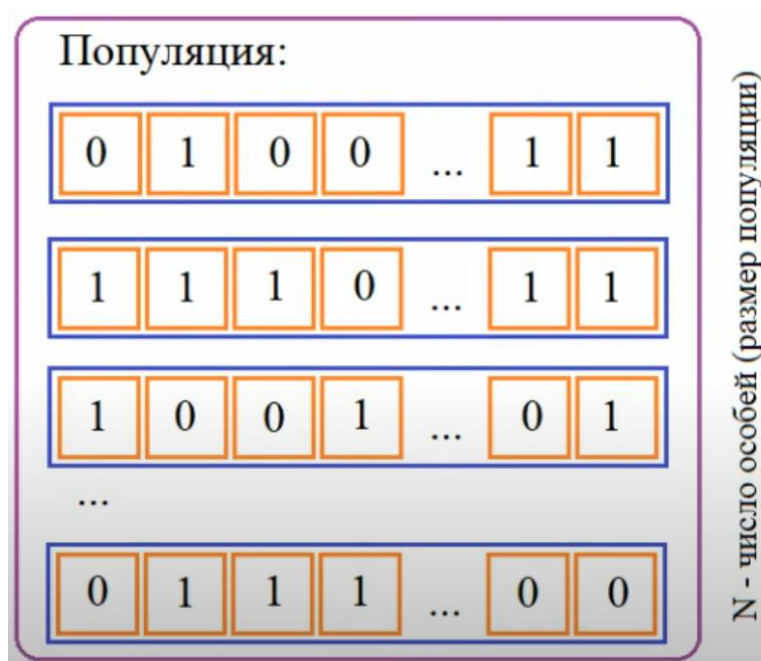 Популяция:
0 1 0 0 ... 1 1
1 1 1 0 ... 1 1
1 0 0 1 ... 0 1
...
0 1 1 1 ... 0 0
N - число особей (размер популяции)